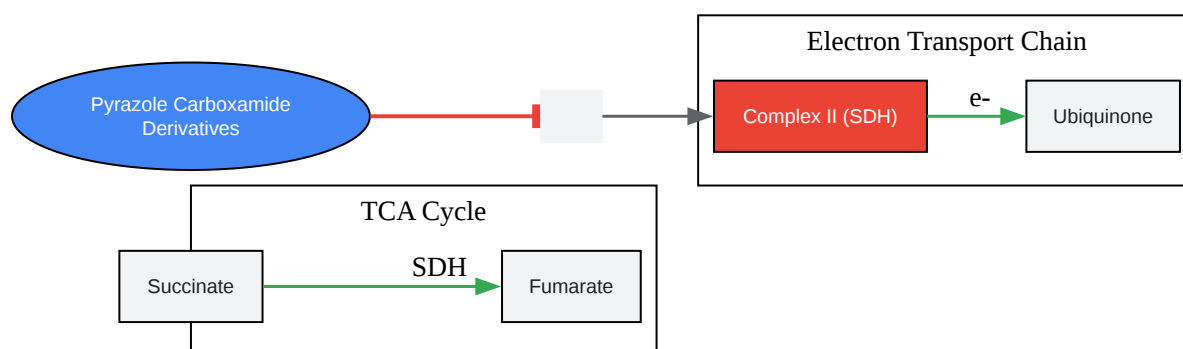 Electron Transport Chain
Pyrazole Carboxamide
Derivatives
Complex II (SDH)
e-
Ubiquinone
TCA Cycle
Succinate
SDH
Fumarate